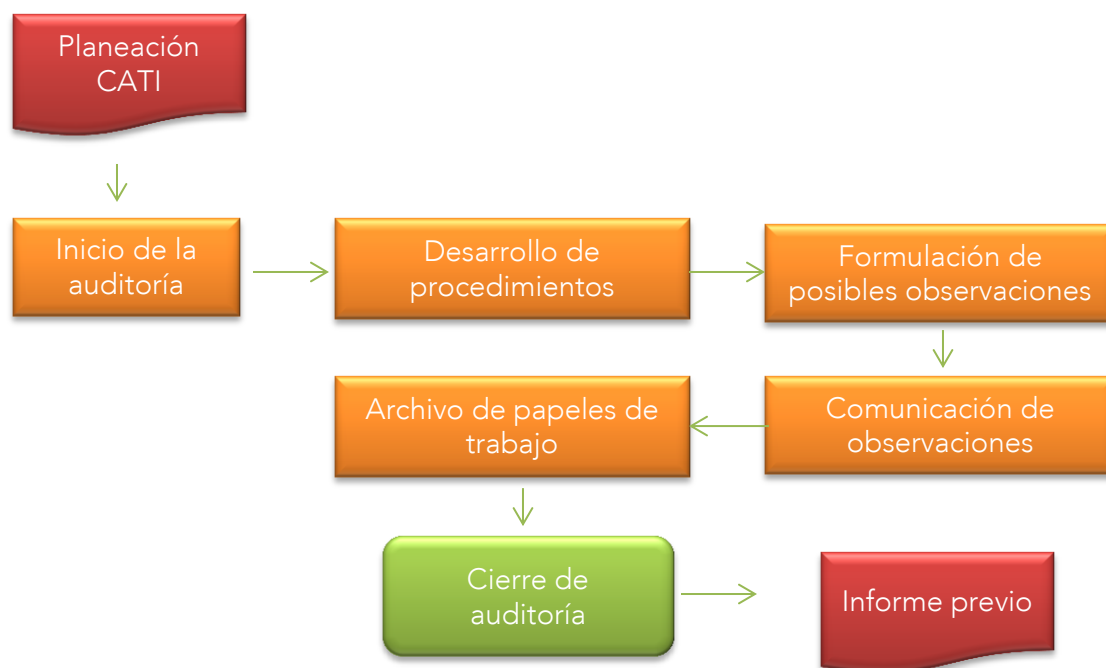 Planeación
CATI
Inicio de la
auditoría
Desarrollo de
procedimientos
Formulación de
posibles observaciones
Comunicación de
observaciones
Archivo de papeles de
trabajo
Cierre de
auditoría
Informe previo